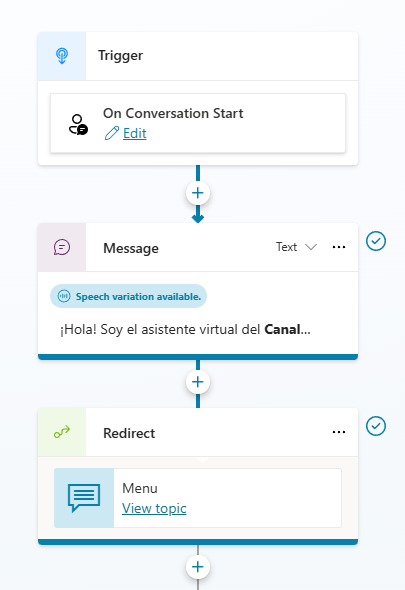 Trigger
On Conversation Start
Edit
Message
Text
Speech variation available.
¡Hola! Soy el asistente virtual del Canal...
Redirect
Menu
View topic